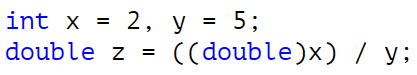 int x = 2, y = 5;
double z = ((double)x) / y;